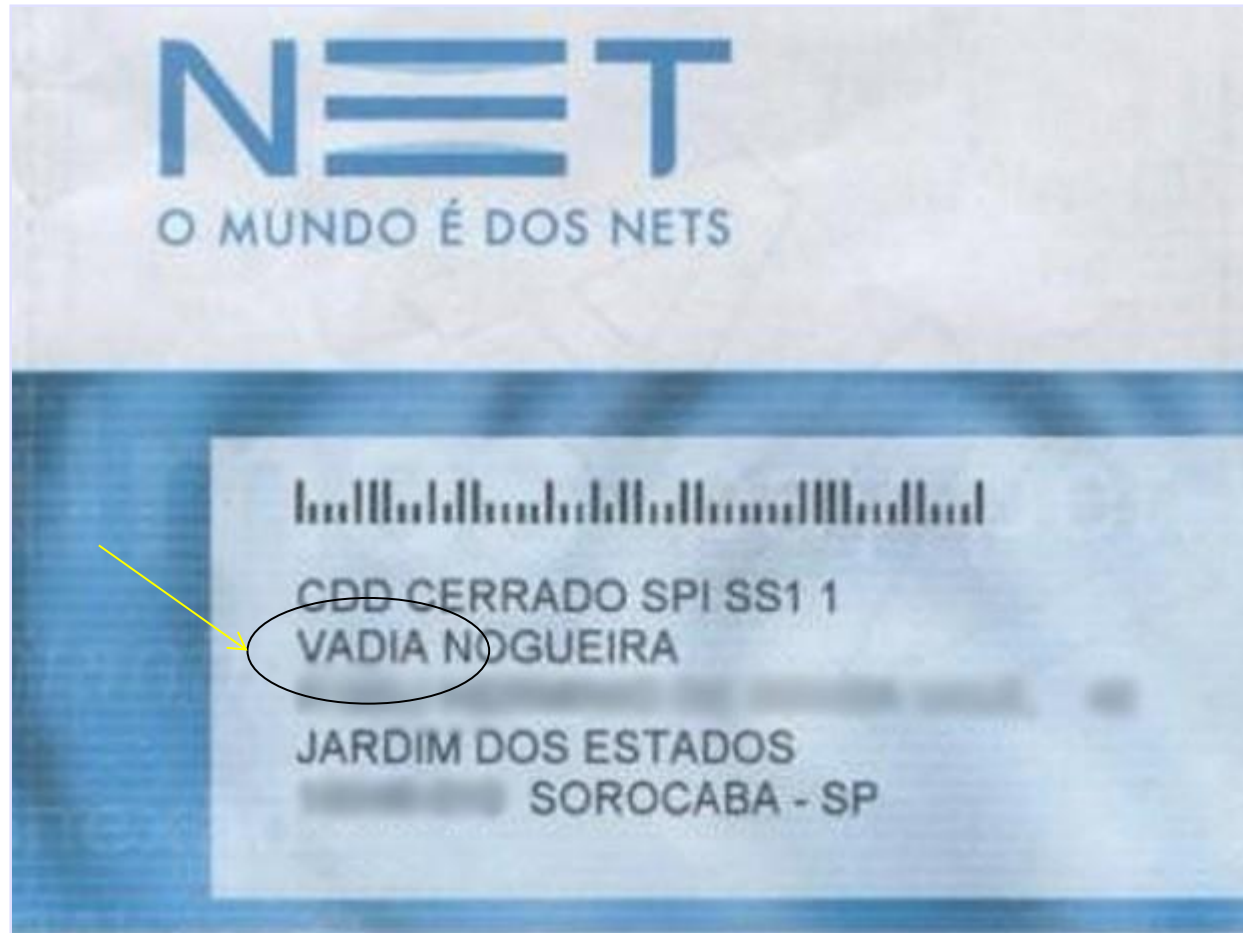 NET
O MUNDO É DOS NETS
CDD CERRADO SPI SS1 1
VADIA NOGUEIRA
JARDIM DOS ESTADOS
SOROCABA - SP